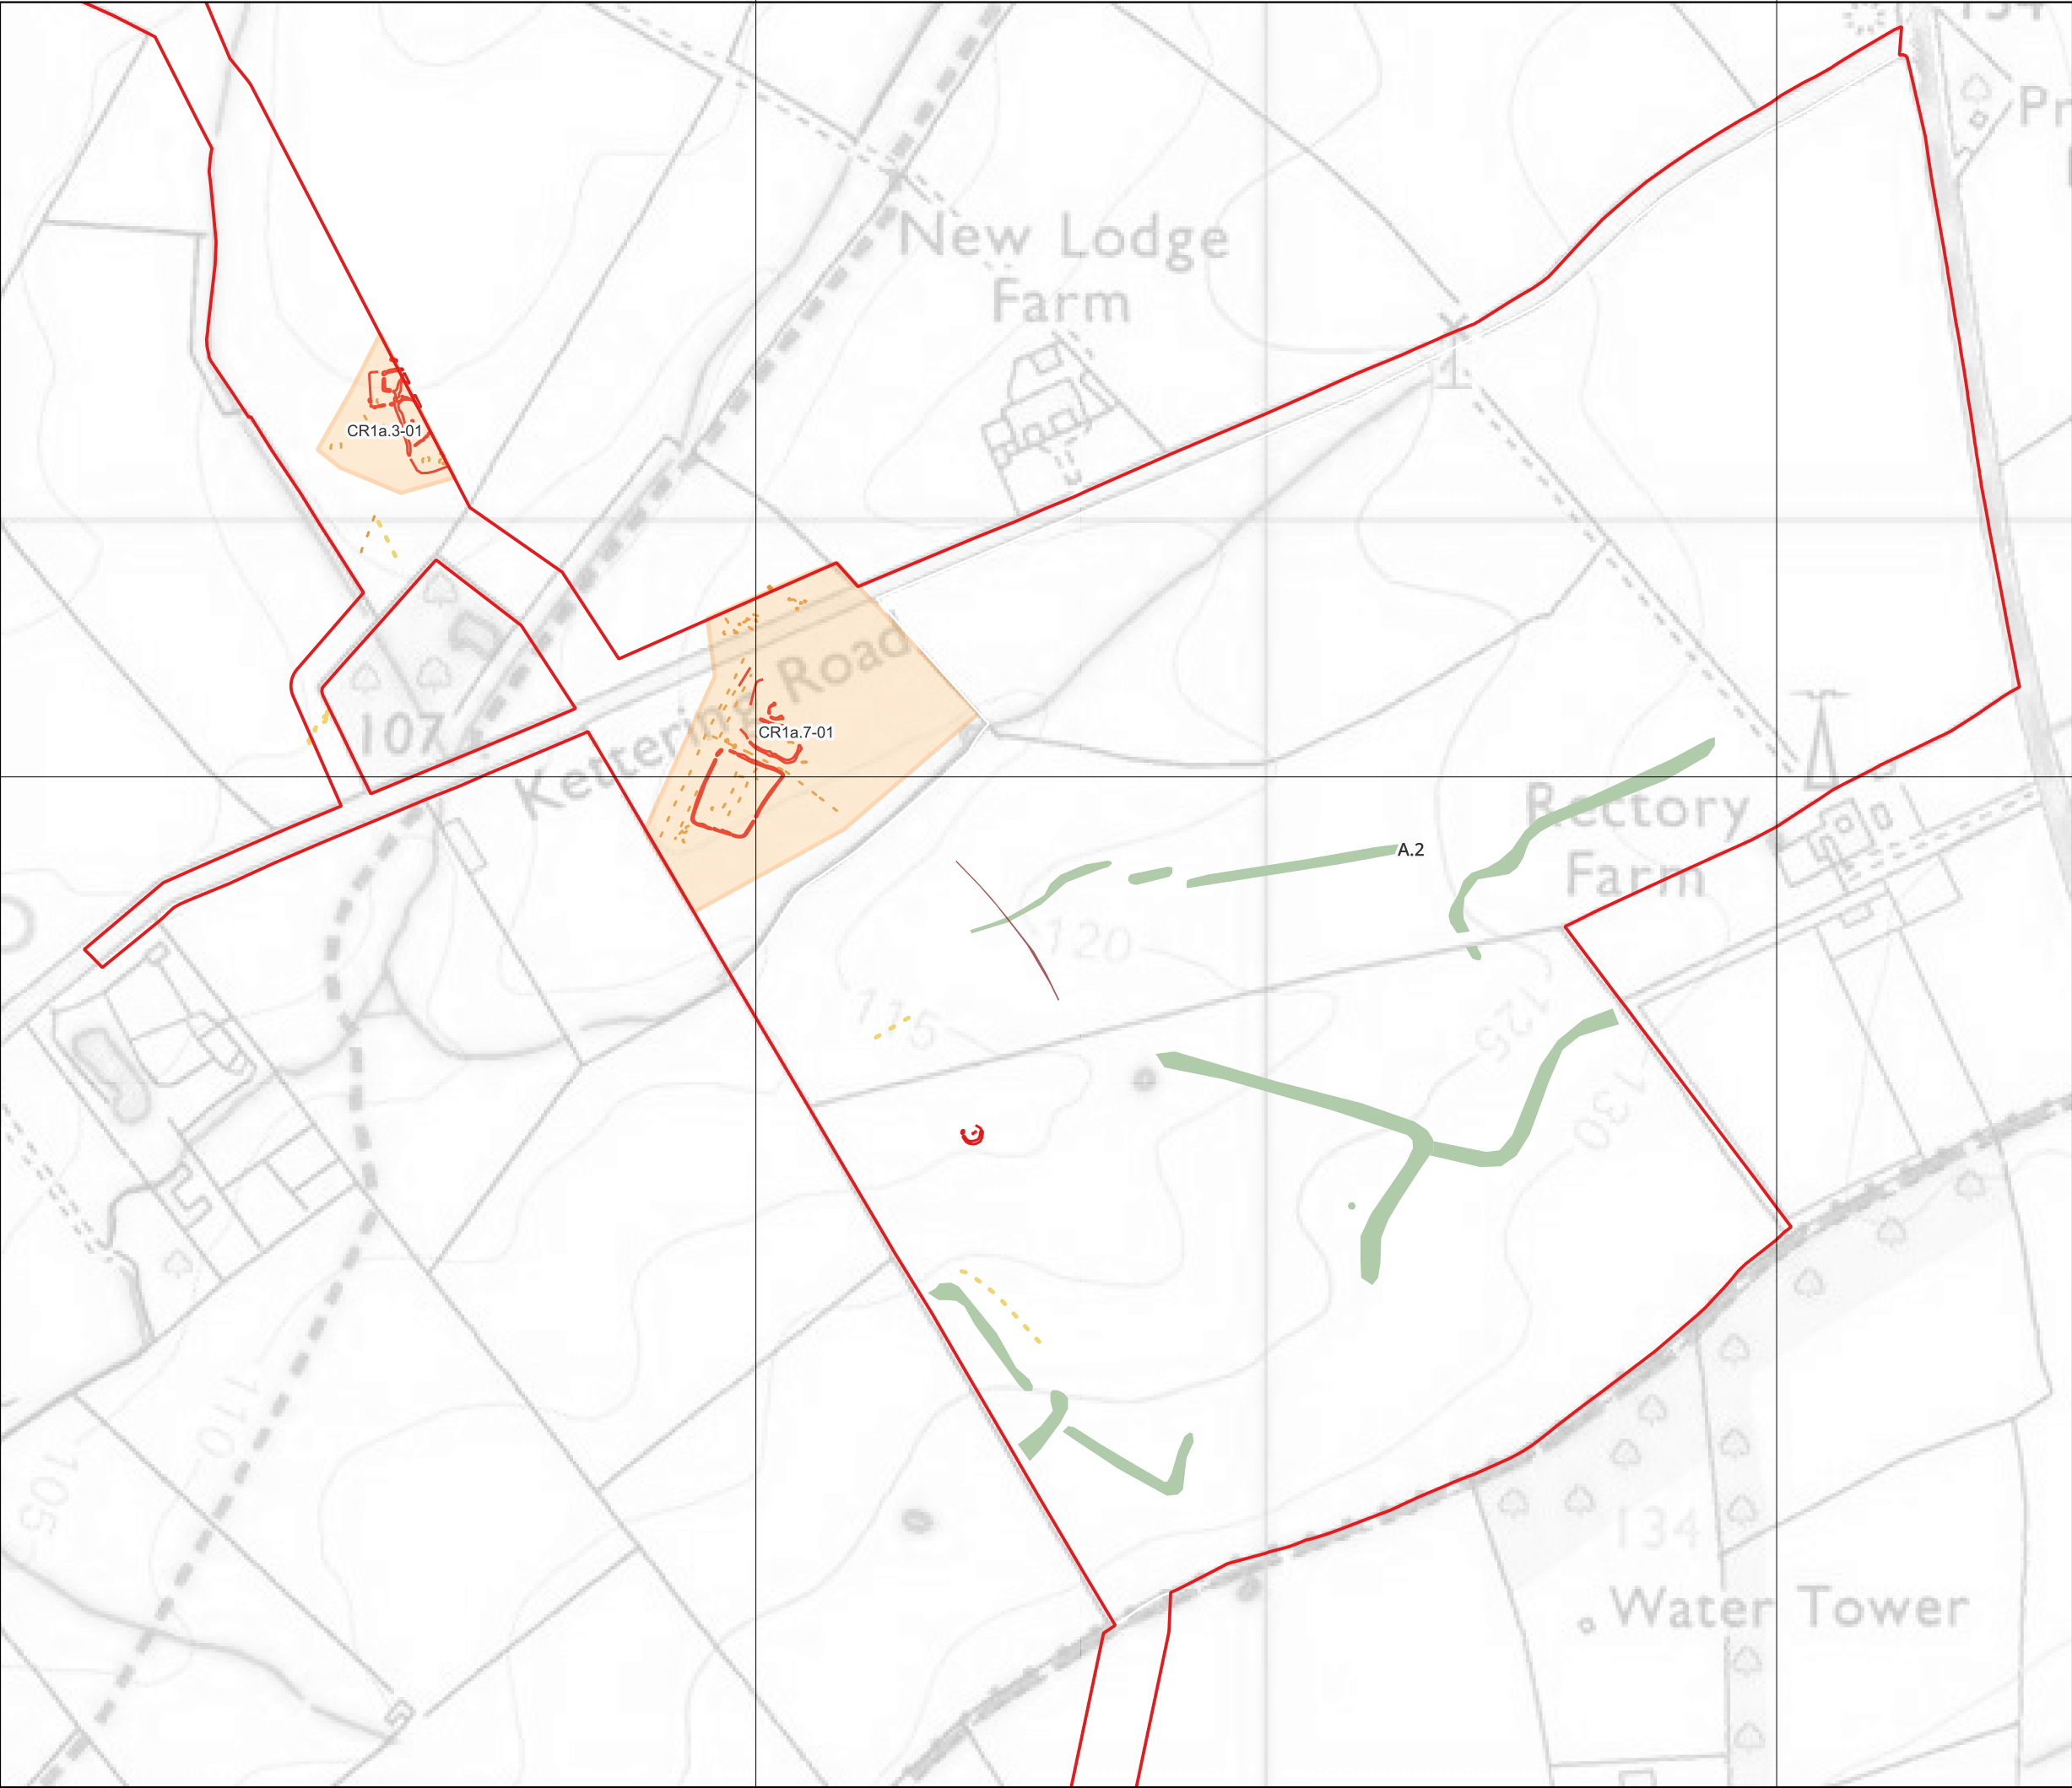 134
Pr
New Lodge
Farm
CR1a.3-01
Kettering Road
CR1a.7-01
107
Rectory
Farm
A.2
120
115
125
130
110
105
134
Water Tower